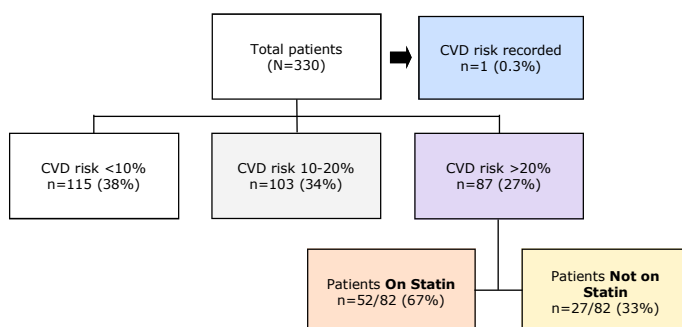 Total patients
(N=330)
CVD risk recorded
n=1 (0.3%)
CVD risk <10%
n=115 (38%)
CVD risk 10-20%
n=103 (34%)
CVD risk >20%
n=87 (27%)
Patients On Statin
n=52/82 (67%)
Patients Not on
Statin
n=27/82 (33%)